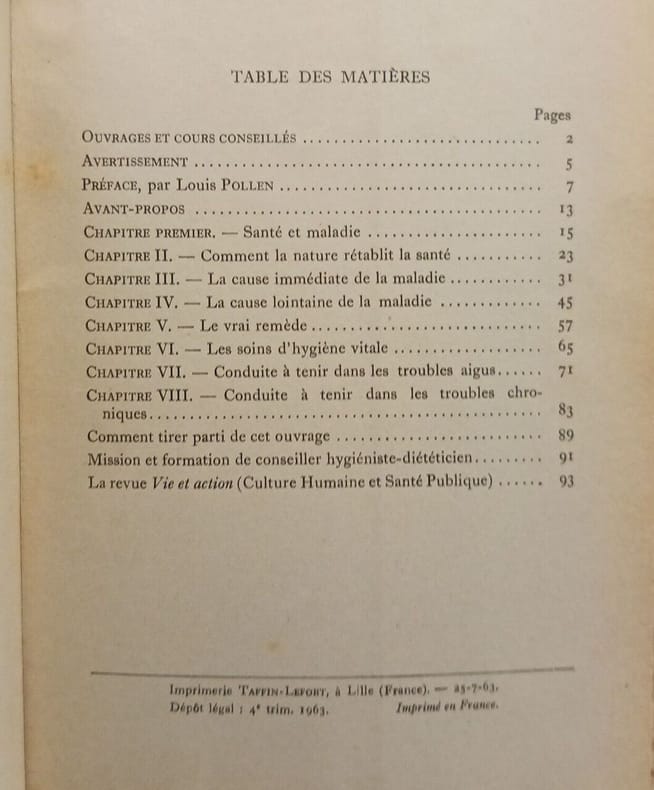 TABLE DES MATIÈRES
Pages
OUVRAGES ET COURS CONSEILLÉS .............................. 2
AVERTISSEMENT .............................. 5
PRÉFACE, par Louis POLLEN .............................. 7
AVANT-PROPOS .............................. 13
CHAPITRE PREMIER. — Santé et maladie .............................. 15
CHAPITRE II. — Comment la nature rétablit la santé ........... 23
CHAPITRE III. — La cause immédiate de la maladie ............ 31
CHAPITRE IV. — La cause lointaine de la maladie ............. 45
CHAPITRE V. — Le vrai remède .............................. 57
CHAPITRE VI. — Les soins d'hygiène vitale .................... 65
CHAPITRE VII. — Conduite à tenir dans les troubles aigus...... 71
CHAPITRE VIII. — Conduite à tenir dans les troubles chro-
niques.............................. 83
Comment tirer parti de cet ouvrage .............................. 89
Mission et formation de conseiller hygiéniste-diététicien......... 91
La revue Vie et action (Culture Humaine et Santé Publique) ...... 93
Imprimerie TAFFIN-LEFORT, à Lille (France). — 25-7-63.
Dépôt légal : 4e trim. 1963. Imprimé en France.